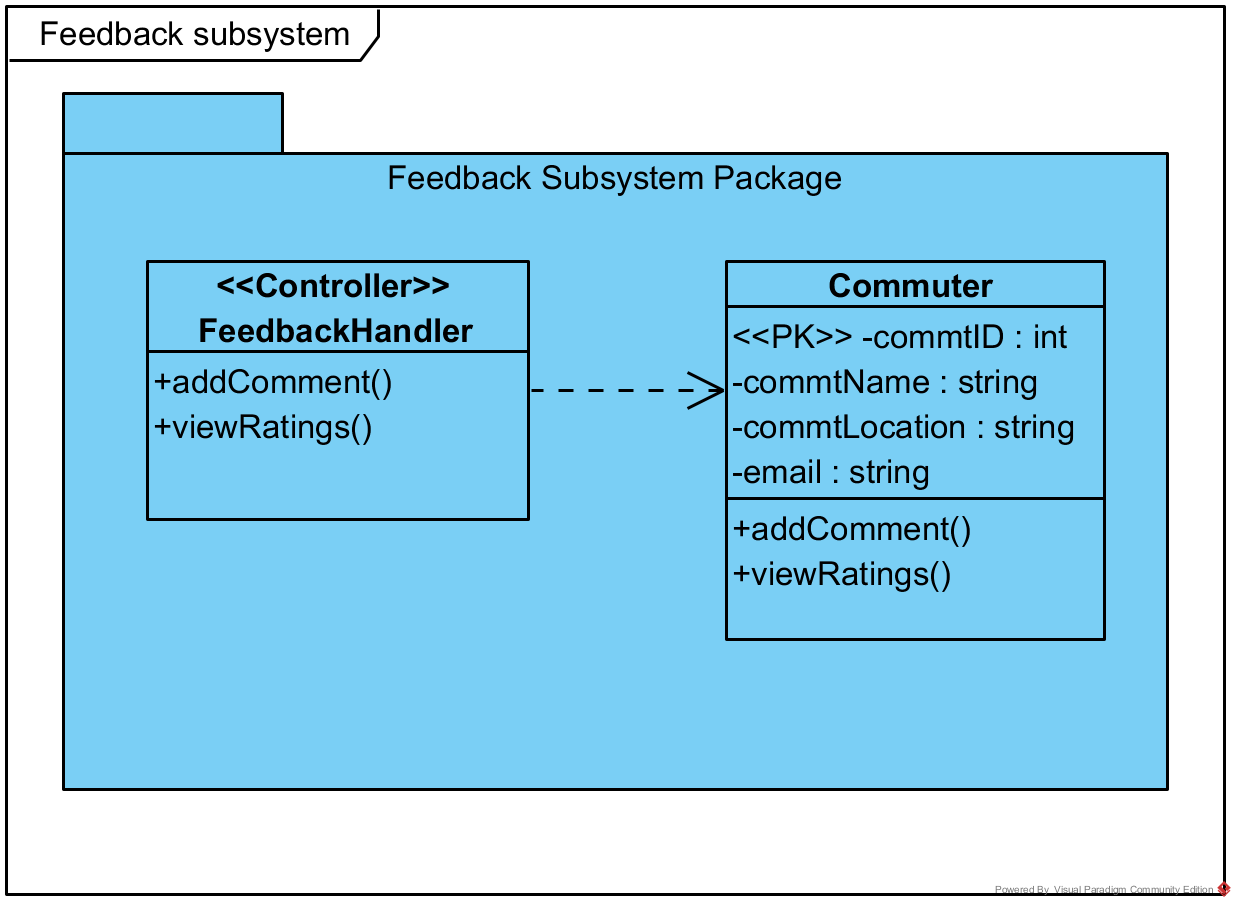 Feedback subsystem
Feedback Subsystem Package
<<Controller>>
FeedbackHandler
+addComment()
+viewRatings()
Commuter
<<PK>> -commtID : int
-commtName : string
-commtLocation : string
-email : string
+addComment()
+viewRatings()
Powered By Visual Paradigm Community Edition